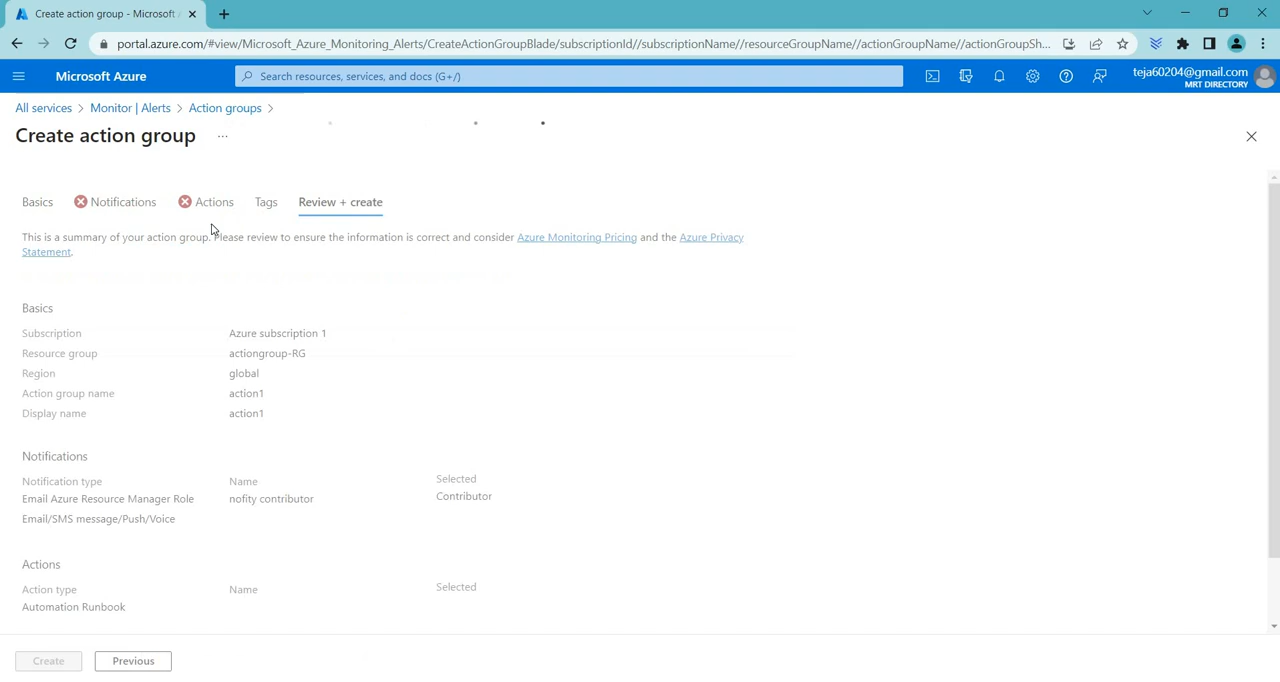 Create action group - Microsoft
portal.azure.com/#view/Microsoft_Azure_Monitoring_Alerts/CreateActionGroupBlade/subscriptionId//subscriptionName//resourceGroupName//actionGroupName//actionGroupSh...
Microsoft Azure
Search resources, services, and docs (G+/)
teja60204@gmail.com
MRT DIRECTORY
All services > Monitor | Alerts > Action groups >
Create action group ...
Basics Notifications Actions Tags Review + create
This is a summary of your action group. Please review to ensure the information is correct and consider Azure Monitoring Pricing and the Azure Privacy
Statement.
Basics
Subscription Azure subscription 1
Resource group actiongroup-RG
Region global
Action group name action1
Display name action1
Notifications
Notification type Name Selected
Email Azure Resource Manager Role nofity contributor Contributor
Email/SMS message/Push/Voice
Actions
Action type Name Selected
Automation Runbook
Create Previous